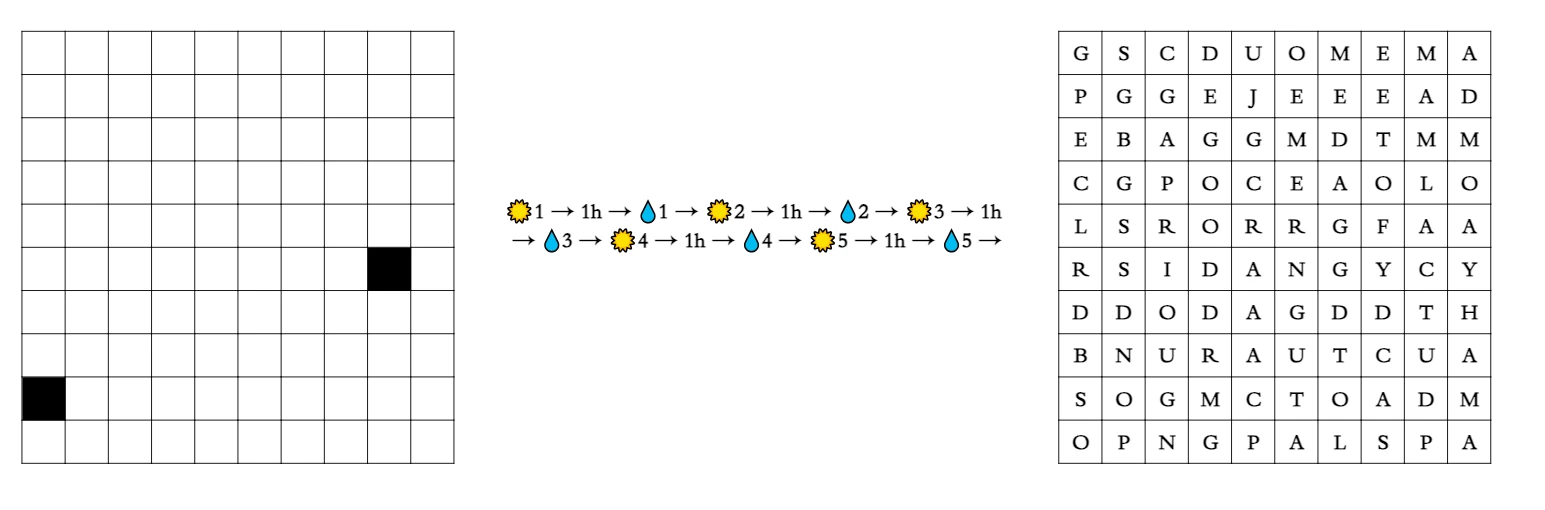 1 → 1h → 1 → 2 → 1h → 2 → 3 → 1h
→ 3 → 4 → 1h → 4 → 5 → 1h → 5 →
G S C D U O M E M A
P G G E J E E E A D
E B A G G M D T M M
C G P O C E A O L O
L S R O R R G F A A
R S I D A N G Y C Y
D D O D A G D D T H
B N U R A U T C U A
S O G M C T O A D M
O P N G P A L S P A